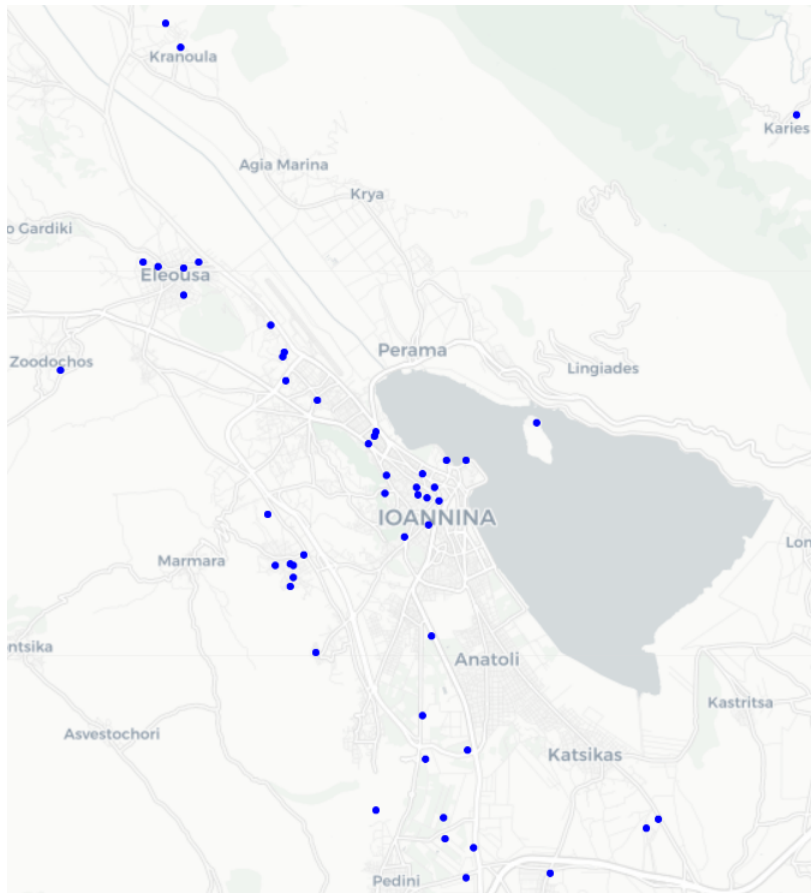 Kranoula
Karies
Agia Marina
Krya
o Gardiki
Eleousa
Perama
Zoodochos
Lingiades
IOANNINA
Marmara
Lon
ntsika
Anatoli
Kastritsa
Asvestochori
Katsikas
Pedini